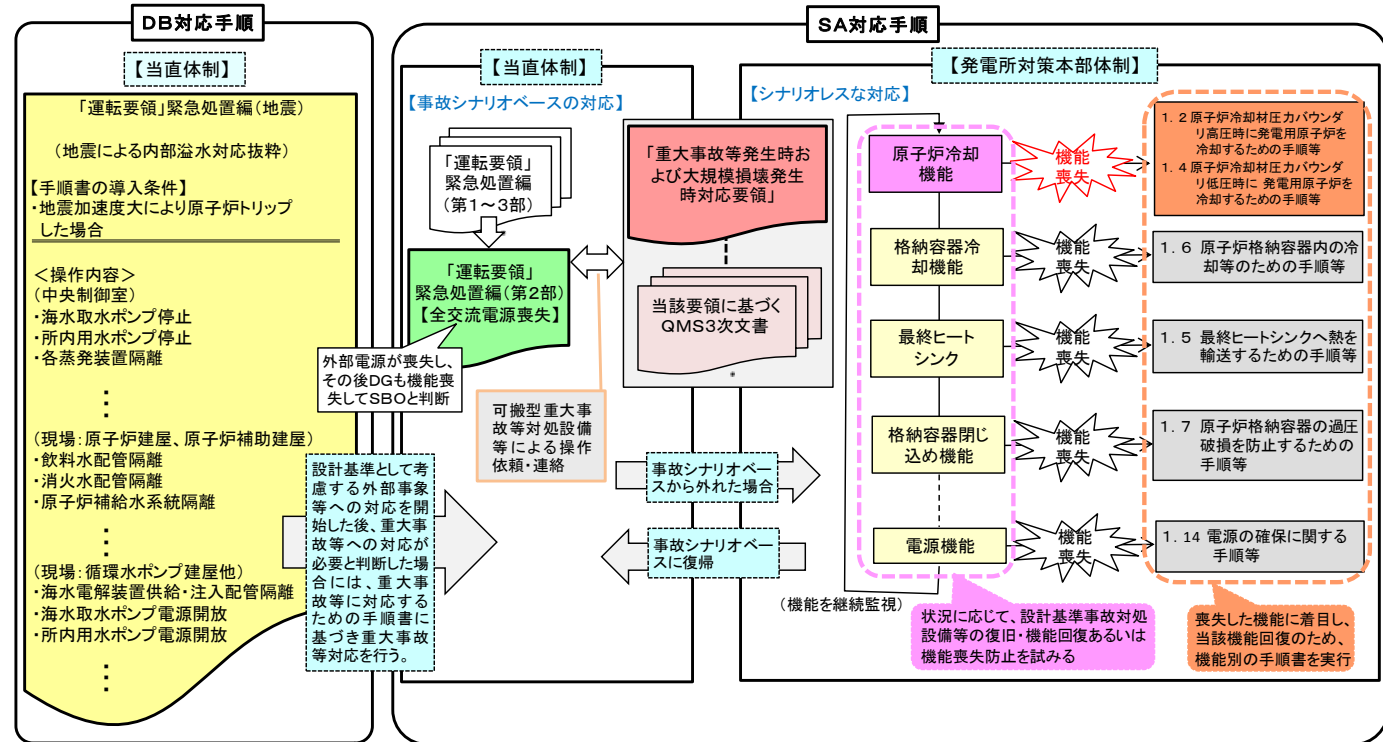 DB対応手順
【当直体制】
「運転要領」緊急処置編(地震)
(地震による内部溢水対応抜粋)
【手順書の導入条件】
・地震加速度大により原子炉トリップ
した場合
<操作内容>
(中央制御室)
・海水取水ポンプ停止
・所内用水ポンプ停止
・各蒸発装置隔離
・
・
・
(現場:原子炉建屋、原子炉補助建屋)
・飲料水配管隔離
・消火水配管隔離
・原子炉補給水系統隔離
・
・
・
(現場:循環水ポンプ建屋他)
・海水電解装置供給・注入配管隔離
・海水取水ポンプ電源開放
・所内用水ポンプ電源開放
・
・
・
設計基準として考
慮する外部事象
等への対応を開
始した後、重大事
故等への対応が
必要と判断した場
合には、重大事
故等に対応する
ための手順書に
基づき重大事故
等対応を行う。
SA対応手順
【当直体制】
【事故シナリオベースの対応】
「運転要領」
緊急処置編
(第1~3部)
「運転要領」
緊急処置編(第2部)
【全交流電源喪失】
外部電源が喪失し、
その後DGも機能喪
失してSBOと判断
可搬型重大事
故等対処設備
等による操作
依頼・連絡
「重大事故等発生時お
よび大規模損壊発生
時対応要領」
当該要領に基づく
QMS3次文書
※
事故シナリオベー
スから外れた場合
事故シナリオベー
スに復帰
【発電所対策本部体制】
【シナリオレスな対応】
原子炉冷却
機能
機能
喪失
1.2原子炉冷却材圧力バウンダ
リ高圧時に発電用原子炉を
冷却するための手順等
1.4原子炉冷却材圧力バウンダ
リ低圧時に 発電用原子炉を
冷却するための手順等
格納容器冷
却機能
機能
喪失
1.6 原子炉格納容器内の冷
却等のための手順等
最終ヒート
シンク
機能
喪失
1.5 最終ヒートシンクへ熱を
輸送するための手順等
格納容器閉じ
込め機能
機能
喪失
1.7 原子炉格納容器の過圧
破損を防止するための
手順等
電源機能
機能
喪失
1.14 電源の確保に関する
手順等
(機能を継続監視)
状況に応じて、設計基準事故対処
設備等の復旧・機能回復あるいは
機能喪失防止を試みる
喪失した機能に着目し、
当該機能回復のため、
機能別の手順書を実行